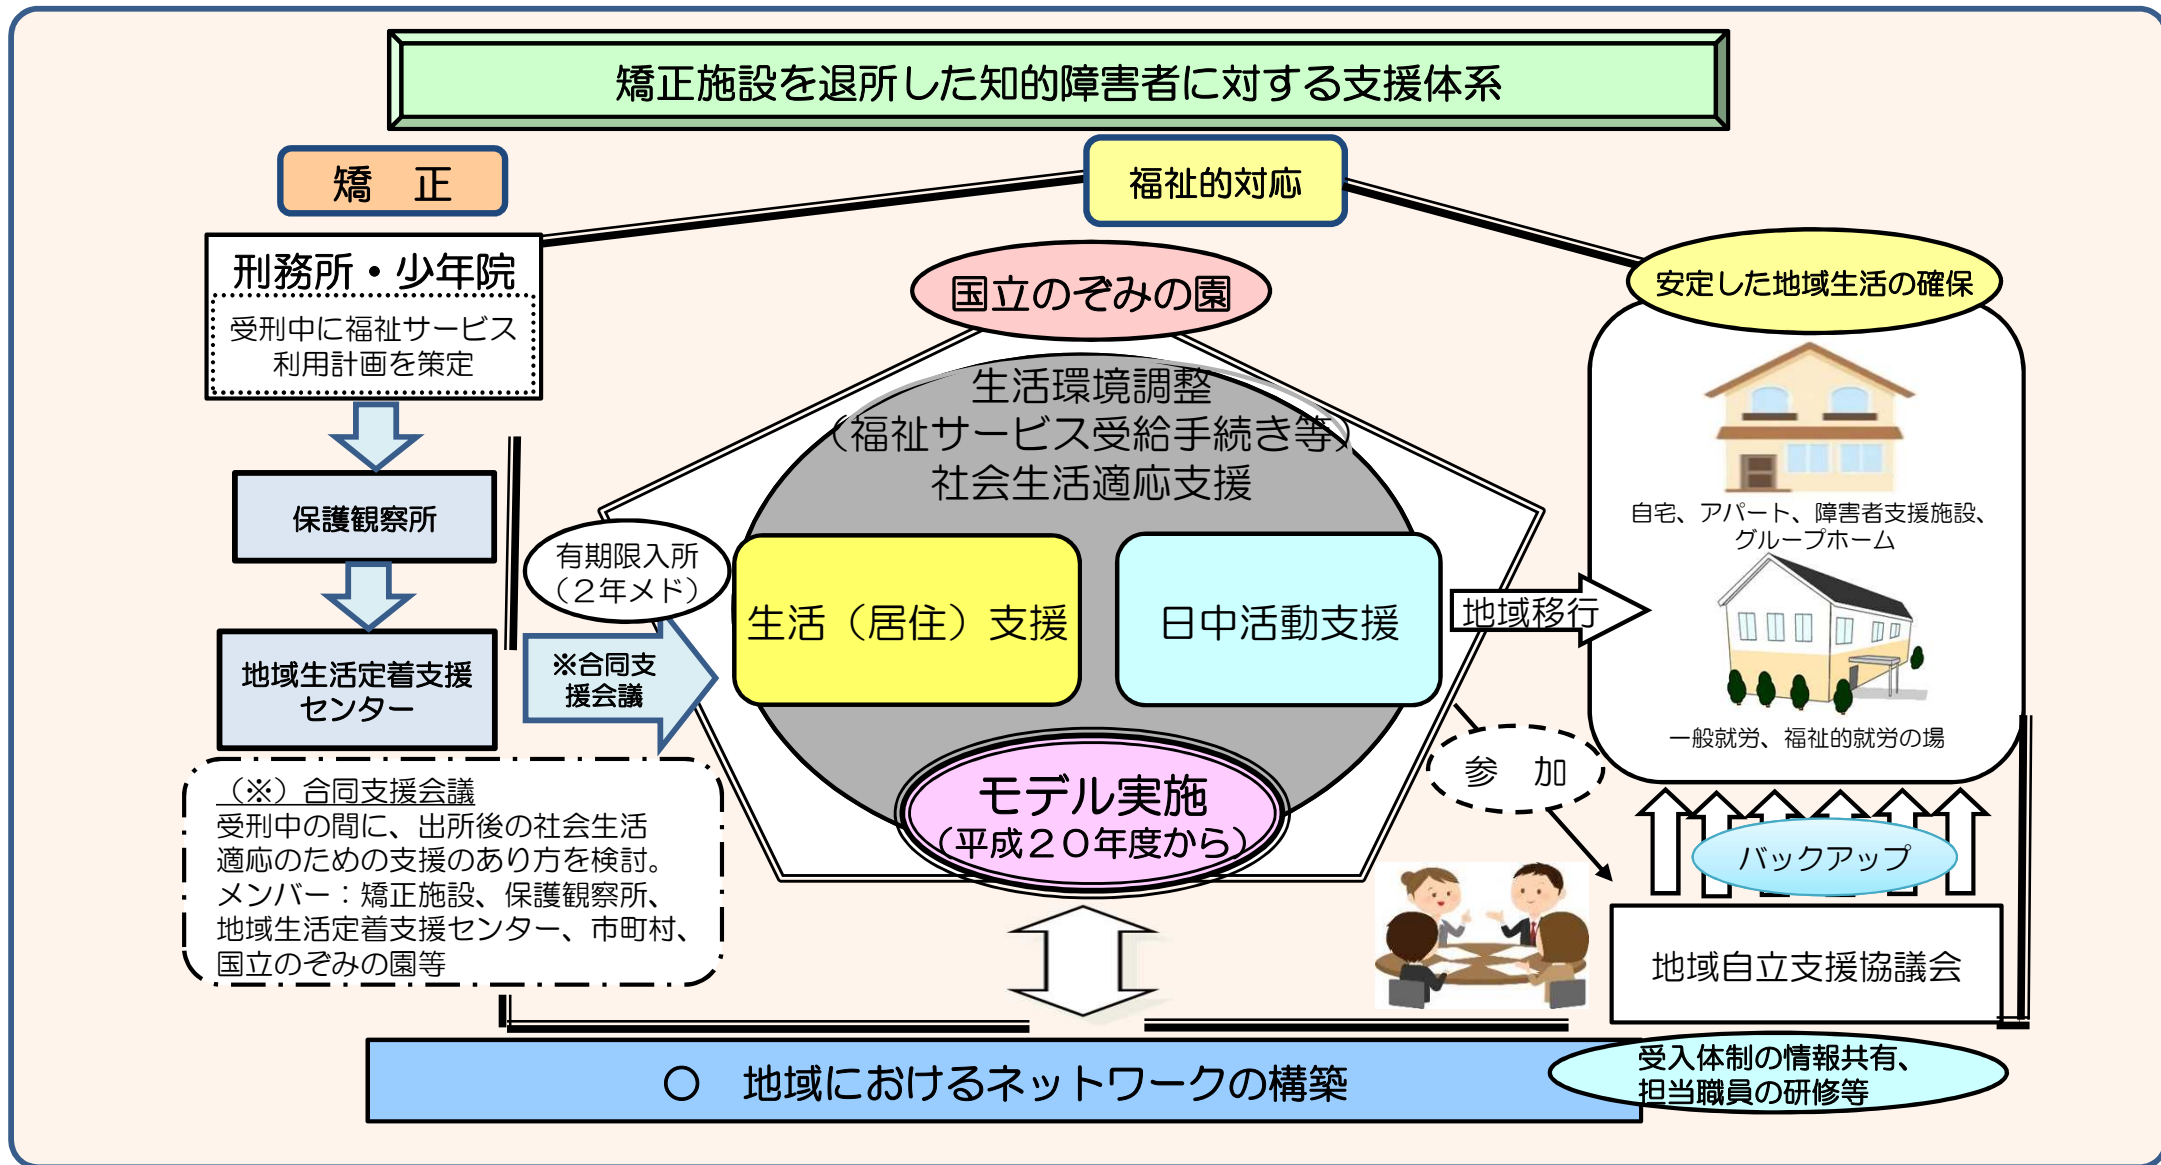 矯正施設を退所した知的障害者に対する支援体系
矯　正
福祉的対応
刑務所・少年院
受刑中に福祉サービス
利用計画を策定
保護観察所
地域生活定着支援
センター
有期限入所
（２年メド）
※合同支
援会議
（※）合同支援会議
受刑中の間に、出所後の社会生活
適応のための支援のあり方を検討。
メンバー：矯正施設、保護観察所、
地域生活定着支援センター、市町村、
国立のぞみの園等
国立のぞみの園
生活環境調整
（福祉サービス受給手続き等）
社会生活適応支援
生活（居住）支援
日中活動支援
モデル実施
（平成２０年度から）
地域移行
安定した地域生活の確保
自宅、アパート、障害者支援施設、
グループホーム
一般就労、福祉的就労の場
参　加
バックアップ
地域自立支援協議会
○　地域におけるネットワークの構築
受入体制の情報共有、
担当職員の研修等